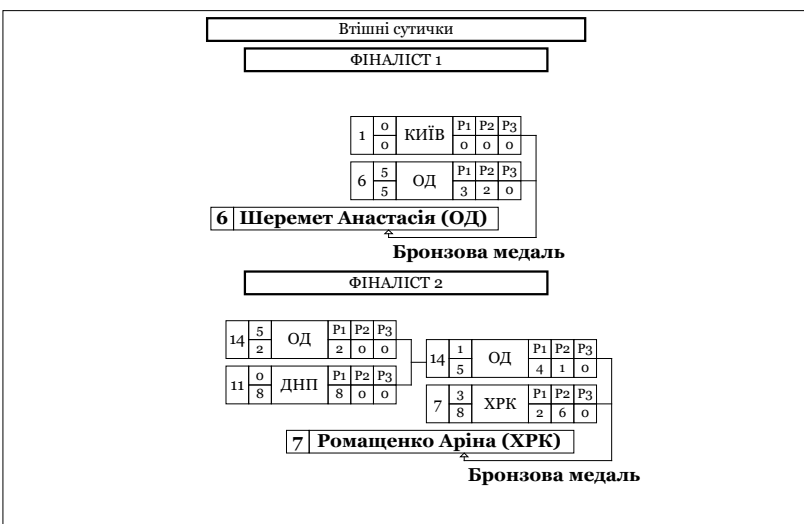 Втішні сутички
ФІНАЛІСТ 1
1 0 0 КИЇВ P1 P2 P3 0 0 0
6 5 5 ОД P1 P2 P3 3 2 0
6 Шеремет Анастасія (ОД)
Бронзова медаль
ФІНАЛІСТ 2
14 5 2 ОД P1 P2 P3 2 0 0
14 1 5 ОД P1 P2 P3 4 1 0
11 0 8 ДНП P1 P2 P3 8 0 0
7 3 8 ХРК P1 P2 P3 2 6 0
7 Ромащенко Аріна (ХРК)
Бронзова медаль